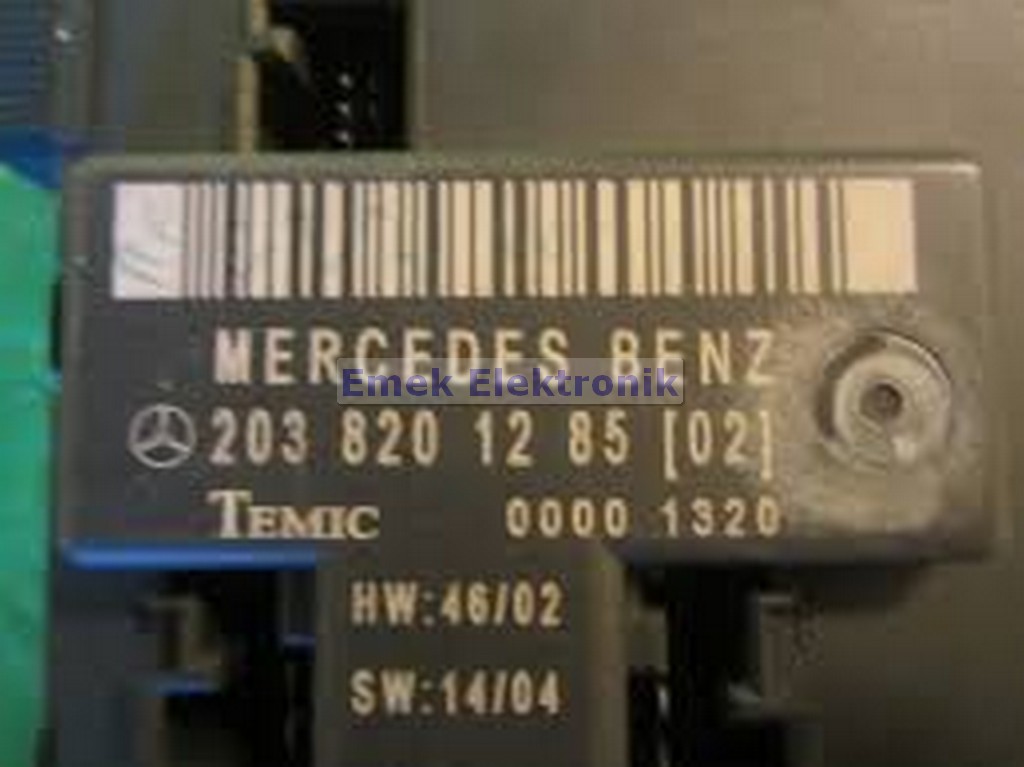 MERCEDES BENZ
Emek Elektronik
203 820 12 85 [02]
TEMIC 0000 1320
HW:46/02
SW:14/04